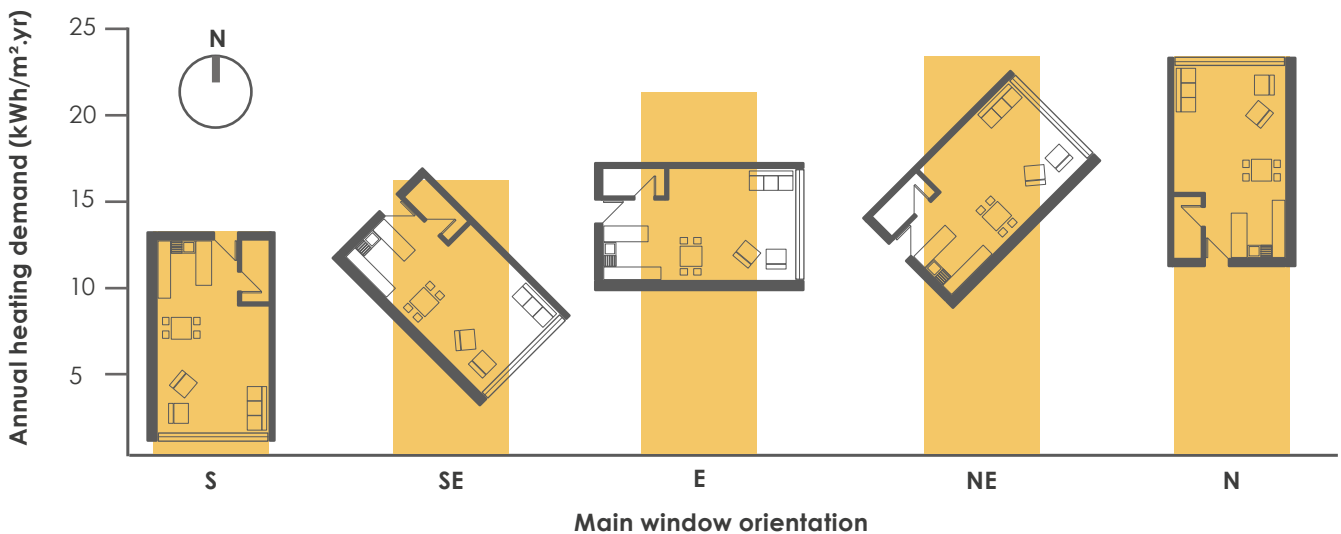 Annual heating demand (kWh/m².yr)
25
20
15
10
5
N
S
SE
E
NE
N
Main window orientation